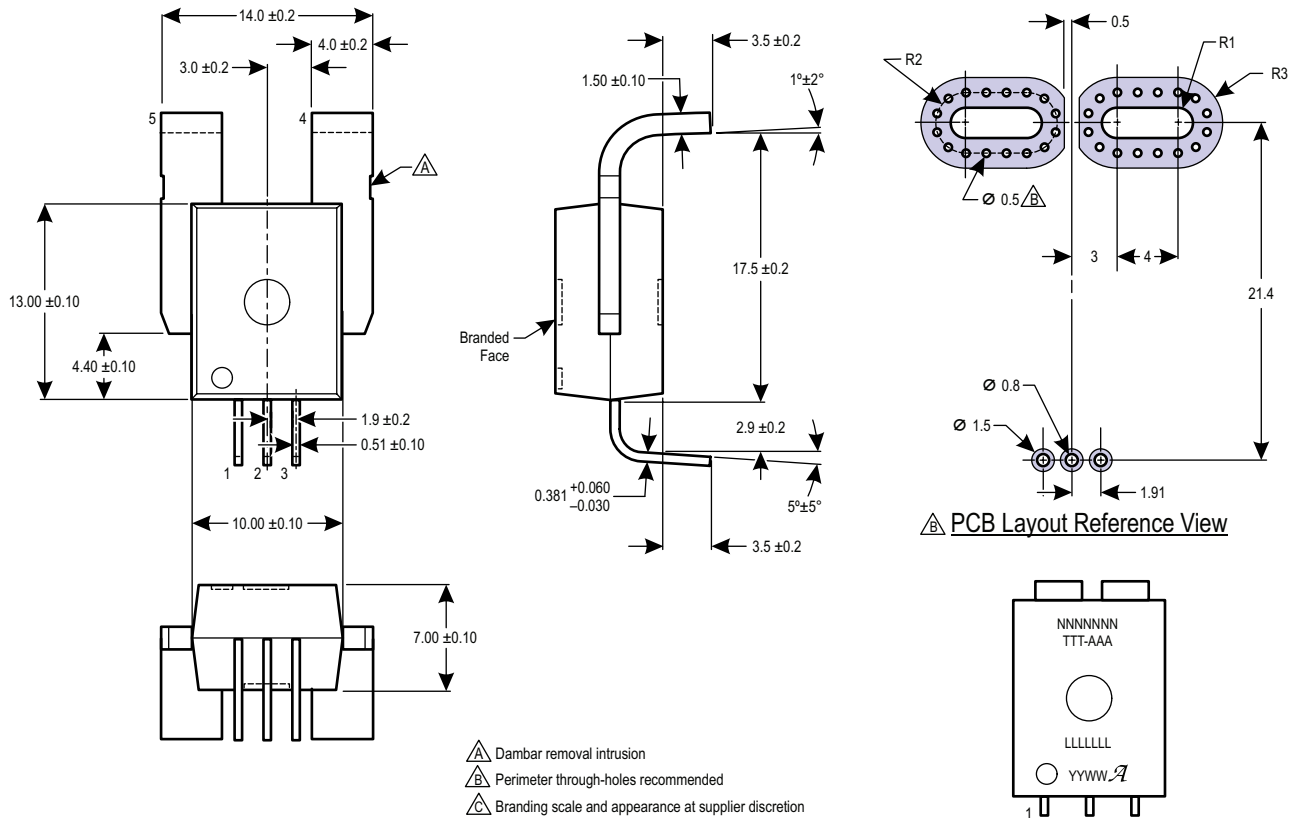 14.0 ±0.2
4.0 ±0.2
3.0 ±0.2
5
4
A
13.00 ±0.10
4.40 ±0.10
1.9 ±0.2
0.51 ±0.10
1
2
3
10.00 ±0.10
7.00 ±0.10
3.5 ±0.2
1.50 ±0.10
1º±2°
17.5 ±0.2
Branded
Face
2.9 ±0.2
0.381 +0.060
–0.030
5º±5°
3.5 ±0.2
0.5
R1
R2
R3
Ø 0.5 B
3
4
21.4
Ø 0.8
Ø 1.5
1.91
B PCB Layout Reference View
NNNNNNN
TTT-AAA
LLLLLLL
YYWW A
1
A Dambar removal intrusion
B Perimeter through-holes recommended
C Branding scale and appearance at supplier discretion